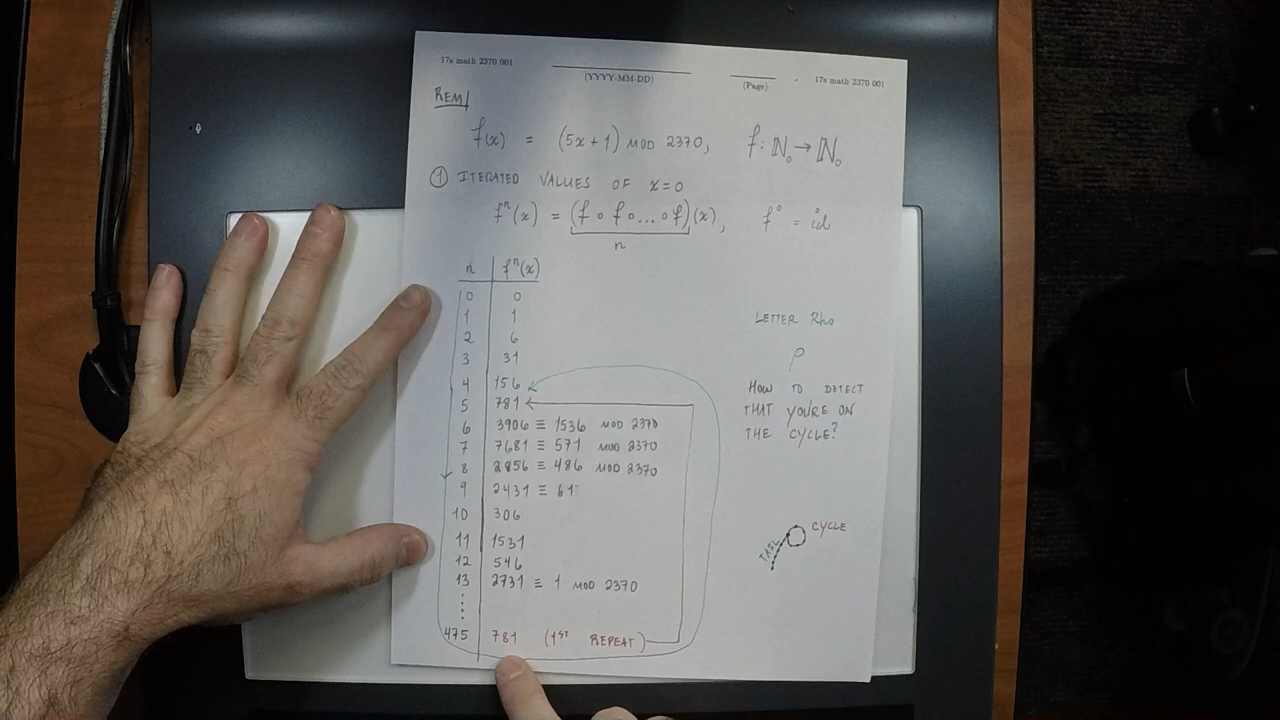 17s math 2370 001
(YYYY-MM-DD)
(Page)
17s math 2370 001
REM/
f(x) = (5x+1) MOD 2370, f: ℕ₀ → ℕ₀
① ITERATED VALUES OF x=0
fⁿ(x) = (f ∘ f ∘ ... ∘ f)(x), f⁰ = id
n
n fⁿ(x)
0 0
1 1
2 6
3 31
4 156
5 781
6 3906 ≡ 1536 MOD 2370
7 7681 ≡ 571 MOD 2370
8 2856 ≡ 486 MOD 2370
9 2431 ≡ 61
10 306
11 1531
12 546
13 2731 ≡ 1 MOD 2370
475 781 (1ST REPEAT)
LETTER Rho
ρ
HOW TO DETECT
THAT YOU'RE ON
THE CYCLE?
CYCLE
TAIL